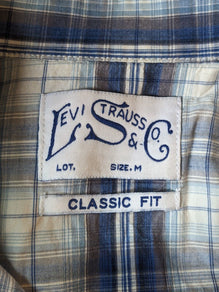 LEVI STRAUSS
& CO
LOT. SIZE. M
CLASSIC FIT